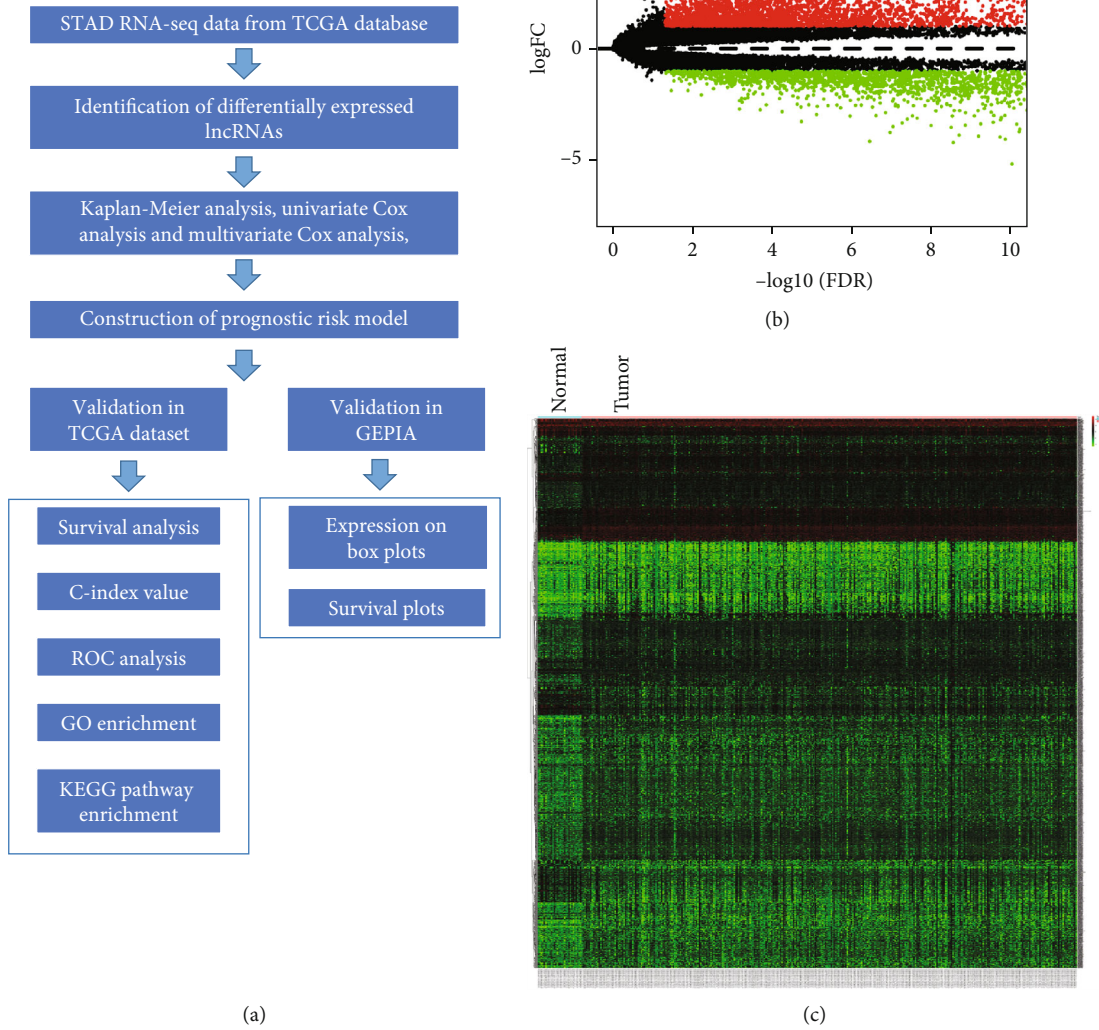 STAD RNA-seq data from TCGA database
Identification of differentially expressed
lncRNAs
Kaplan-Meier analysis, univariate Cox
analysis and multivariate Cox analysis,
Construction of prognostic risk model
Validation in
TCGA dataset
Validation in
GEPIA
Survival analysis
C-index value
ROC analysis
GO enrichment
KEGG pathway
enrichment
Expression on
box plots
Survival plots
(a)
logFC
0
−5
0 2 4 6 8 10
−log10 (FDR)
(b)
Normal
Tumor
(c)